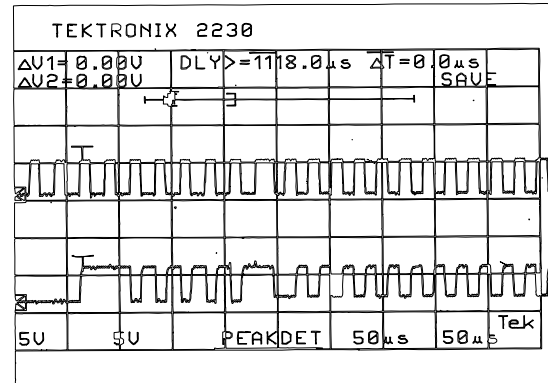 TEKTRONIX 2230
ΔV1= 0.00V DLY>=1118.0µs ΔT=0.0µs
ΔV2=0.00V SAVE
Tek
5V 5V PEAKDET 50µs 50µs